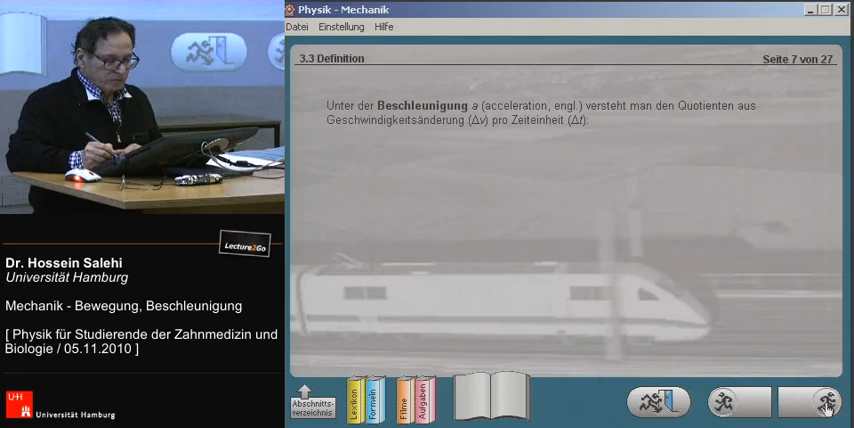 Physik - Mechanik
Datei Einstellung Hilfe
3.3 Definition
Seite 7 von 27
Unter der Beschleunigung a (acceleration, engl.) versteht man den Quotienten aus
Geschwindigkeitsänderung (Δv) pro Zeiteinheit (Δt):
Lecture2Go
Dr. Hossein Salehi
Universität Hamburg
Mechanik - Bewegung, Beschleunigung
[ Physik für Studierende der Zahnmedizin und
Biologie / 05.11.2010 ]
UHH
Universität Hamburg
Abschnitts-
verzeichnis
Lexikon
Formeln
Filme
Aufgaben